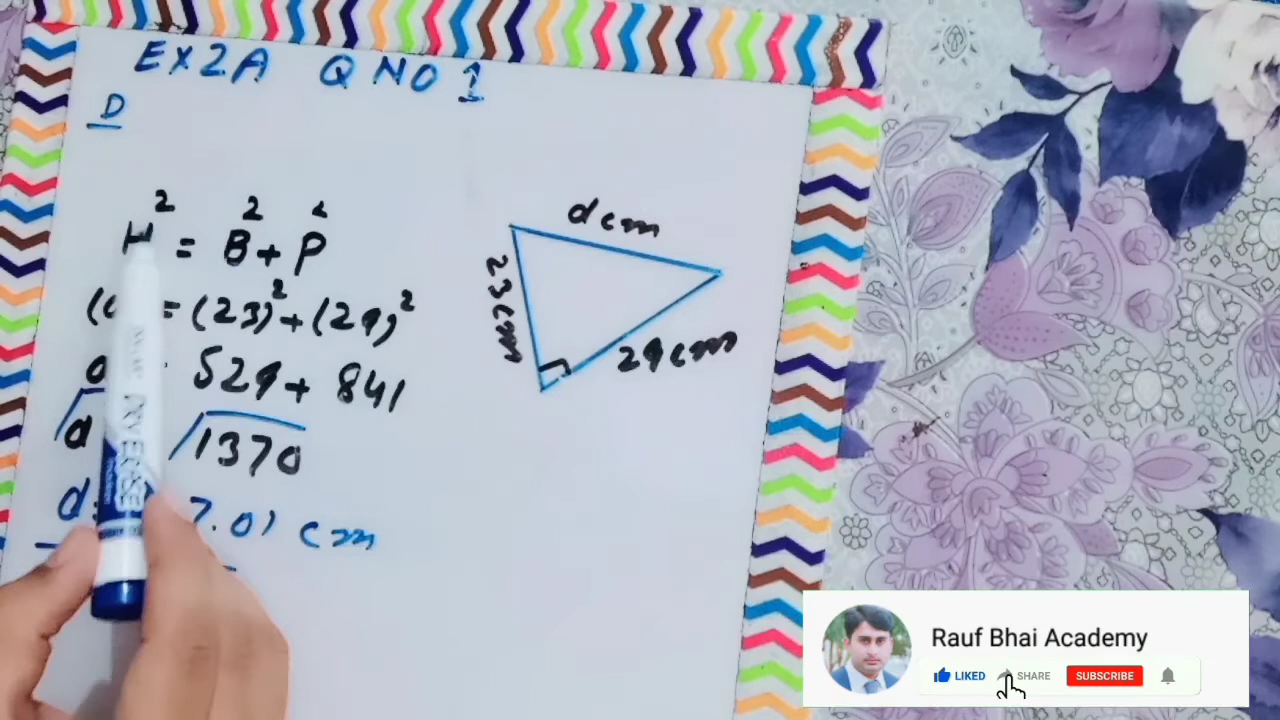 EX2A Q NO 1
D
H² = B² + P²
= (23)² + (29)²
529 + 841
d √1370
d 7.01 cm
d cm
23cm
29cm
Rauf Bhai Academy
LIKED SHARE SUBSCRIBE